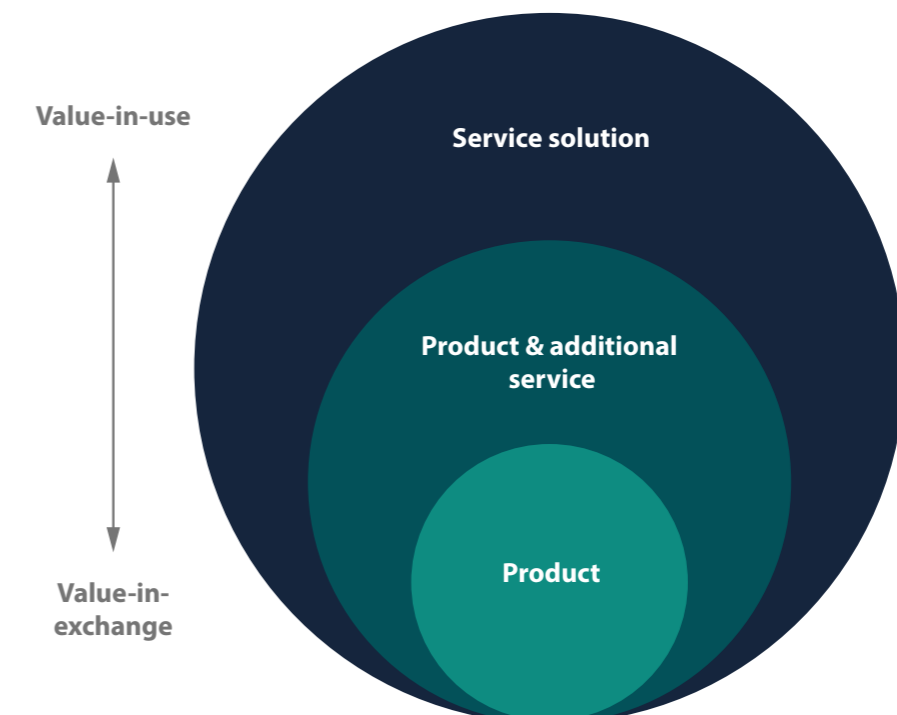 Value-in-use
Service solution
Product & additional
service
Product
Value-in-
exchange